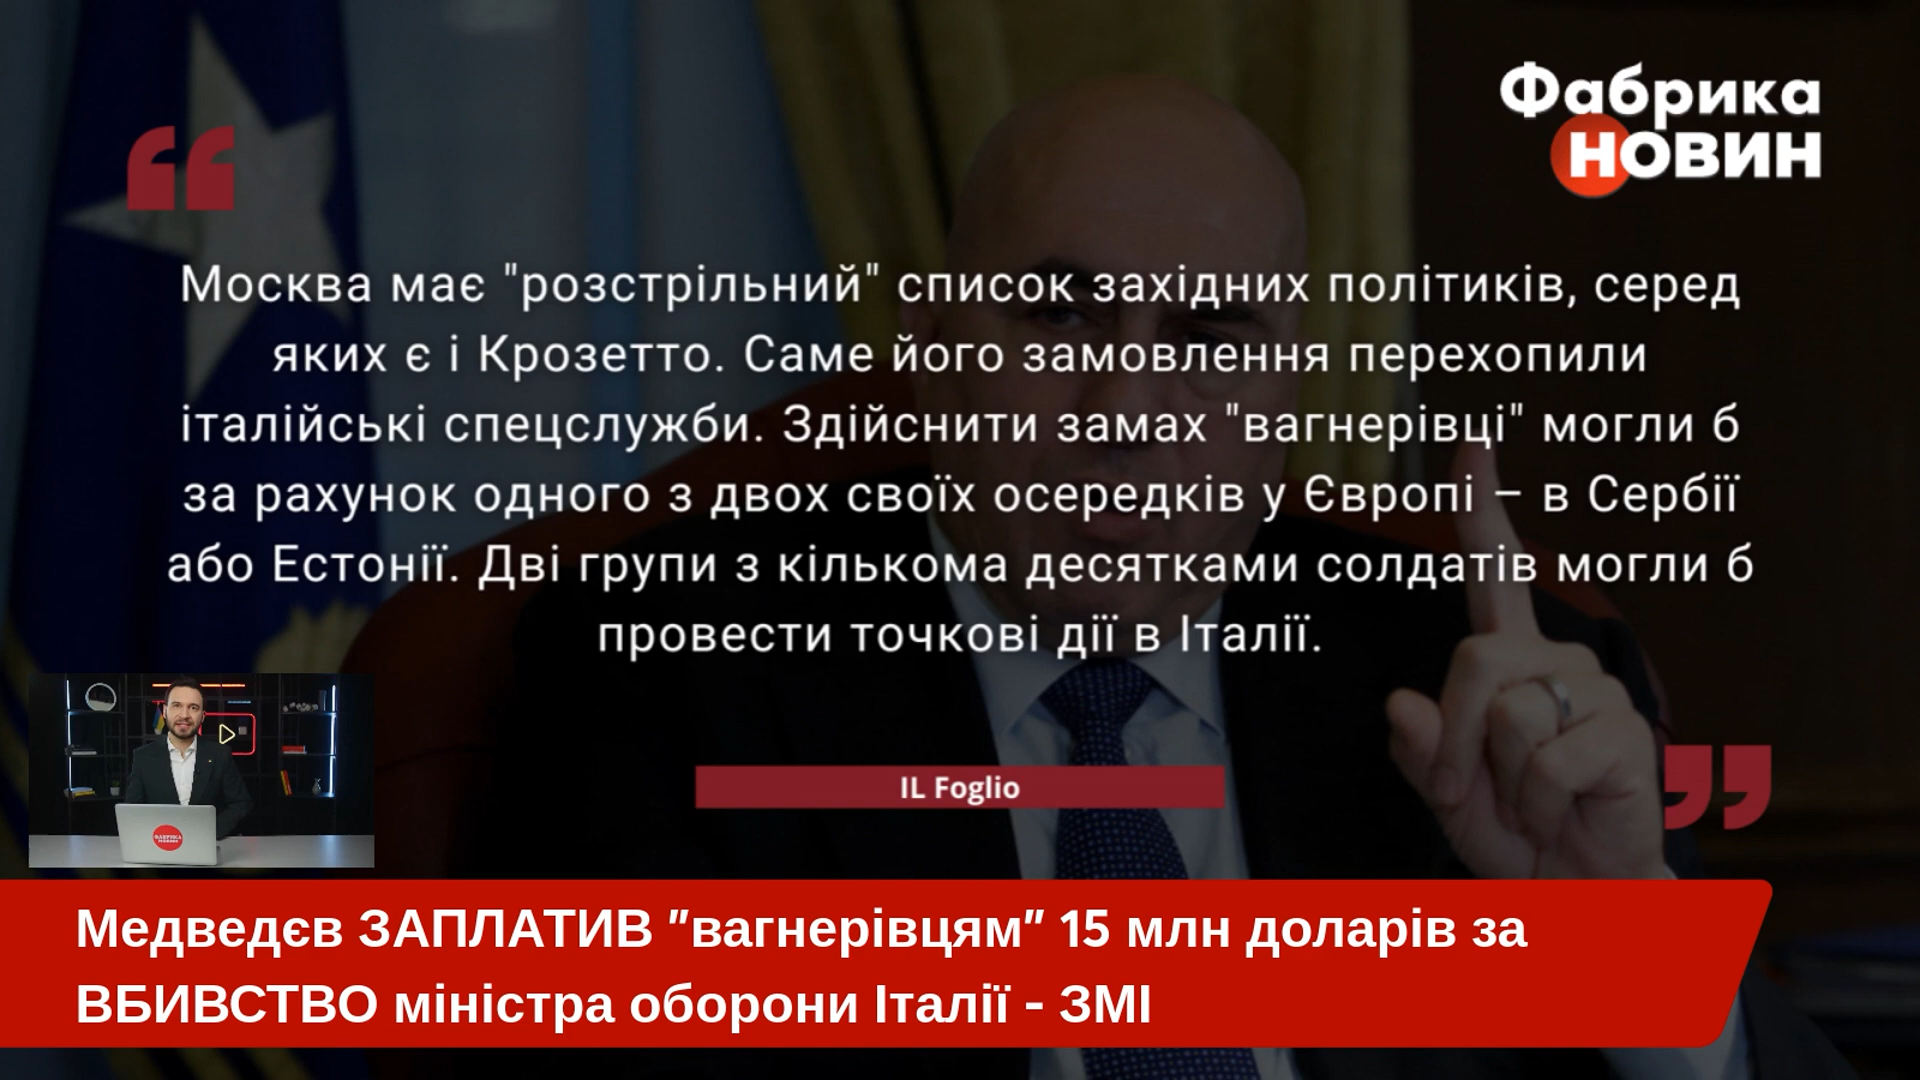 Фабрика
новин
Москва має "розстрільний" список західних політиків, серед
яких є і Крозетто. Саме його замовлення перехопили
італійські спецслужби. Здійснити замах "вагнерівці" могли б
за рахунок одного з двох своїх осередків у Європі – в Сербії
або Естонії. Дві групи з кількома десятками солдатів могли б
провести точкові дії в Італії.
IL Foglio
ФАБРИКА
НОВИН
Медведєв ЗАПЛАТИВ "вагнерівцям" 15 млн доларів за
ВБИВСТВО міністра оборони Італії - ЗМІ